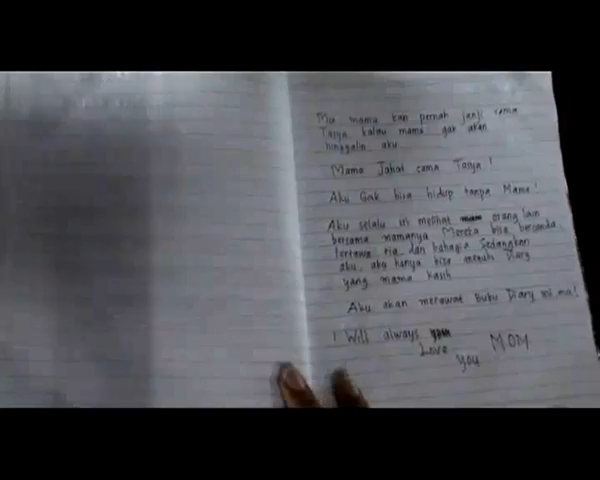 Ma mama kan pernah janji sama
Tasya kalau mama gak akan
ninggalin aku
Mama Jahat sama Tasya !
Aku Gak bisa hidup tanpa Mama !
Aku selalu iri melihat orang lain
bersama mamanya Mereka bisa bercanda,
tertawa ria, dan bahagia Sedangkan
aku, aku hanya bisa Diary
yang mama kasih
Aku akan merawat Buku Diary ini ma!
I Will always
Love
you MOM